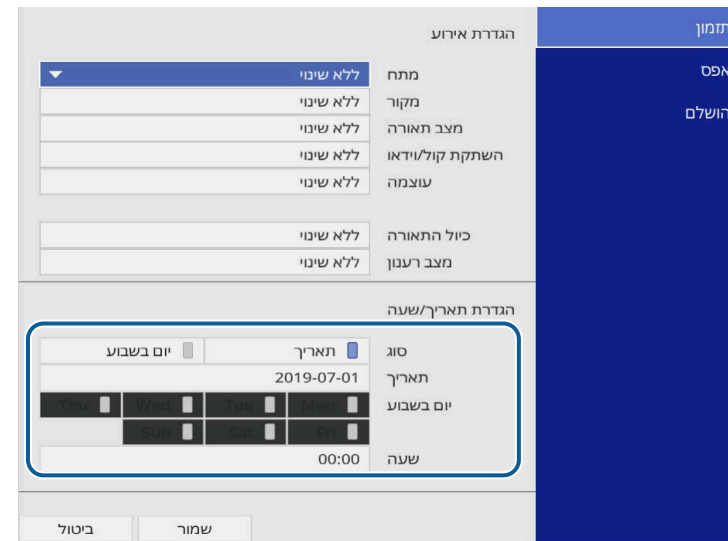 תזמון
אפס
הושלם
הגדרת אירוע
מתח ללא שינוי
מקור ללא שינוי
מצב תאורה ללא שינוי
השתקת קול/וידאו ללא שינוי
עוצמה ללא שינוי
כיול התאורה ללא שינוי
מצב רענון ללא שינוי
הגדרת תאריך/שעה
סוג תאריך יום בשבוע
תאריך 2019-07-01
יום בשבוע Mon Tue Wed Thu
Fri Sat Sun
שעה 00:00
שמור ביטול